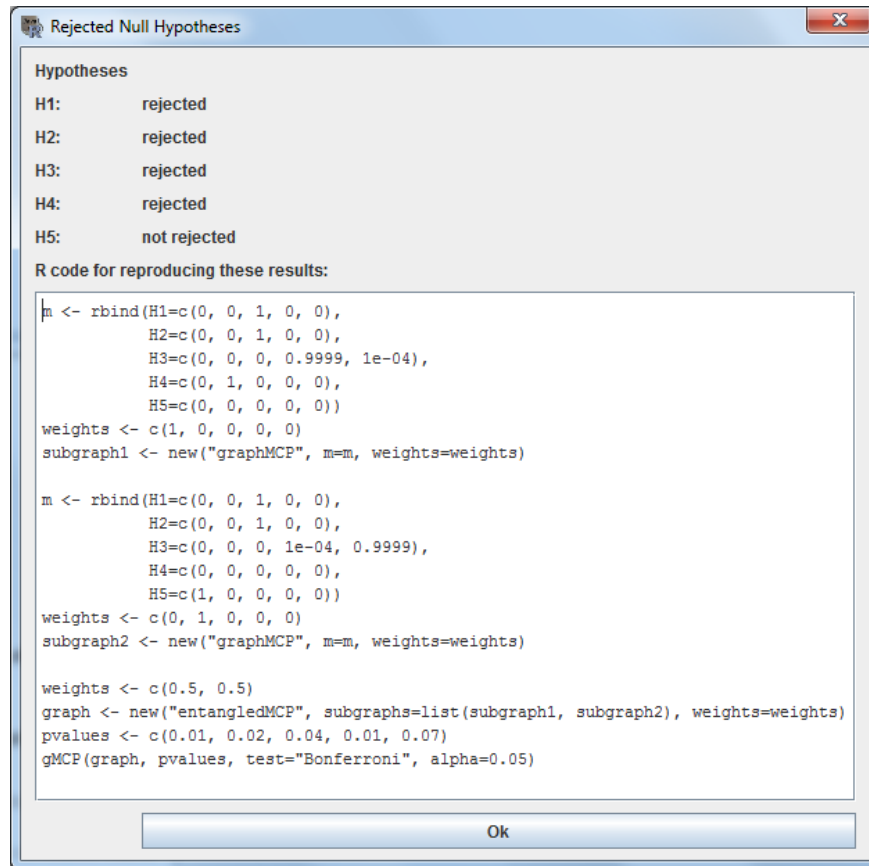 Rejected Null Hypotheses
Hypotheses
H1: rejected
H2: rejected
H3: rejected
H4: rejected
H5: not rejected
R code for reproducing these results:
m <- rbind(H1=c(0, 0, 1, 0, 0),
           H2=c(0, 0, 1, 0, 0),
           H3=c(0, 0, 0, 0.9999, 1e-04),
           H4=c(0, 1, 0, 0, 0),
           H5=c(0, 0, 0, 0, 0))
weights <- c(1, 0, 0, 0, 0)
subgraph1 <- new("graphMCP", m=m, weights=weights)
m <- rbind(H1=c(0, 0, 1, 0, 0),
           H2=c(0, 0, 1, 0, 0),
           H3=c(0, 0, 0, 1e-04, 0.9999),
           H4=c(0, 0, 0, 0, 0),
           H5=c(1, 0, 0, 0, 0))
weights <- c(0, 1, 0, 0, 0)
subgraph2 <- new("graphMCP", m=m, weights=weights)
weights <- c(0.5, 0.5)
graph <- new("entangledMCP", subgraphs=list(subgraph1, subgraph2), weights=weights)
pvalues <- c(0.01, 0.02, 0.04, 0.01, 0.07)
gMCP(graph, pvalues, test="Bonferroni", alpha=0.05)
Ok